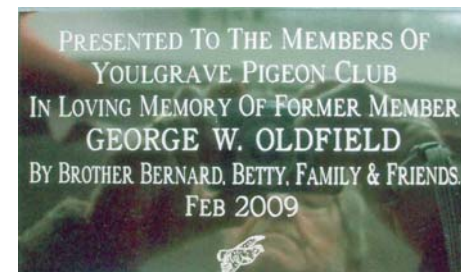 PRESENTED TO THE MEMBERS OF
YOULGRAVE PIGEON CLUB
IN LOVING MEMORY OF FORMER MEMBER
GEORGE W. OLDFIELD
BY BROTHER BERNARD, BETTY, FAMILY & FRIENDS.
FEB 2009